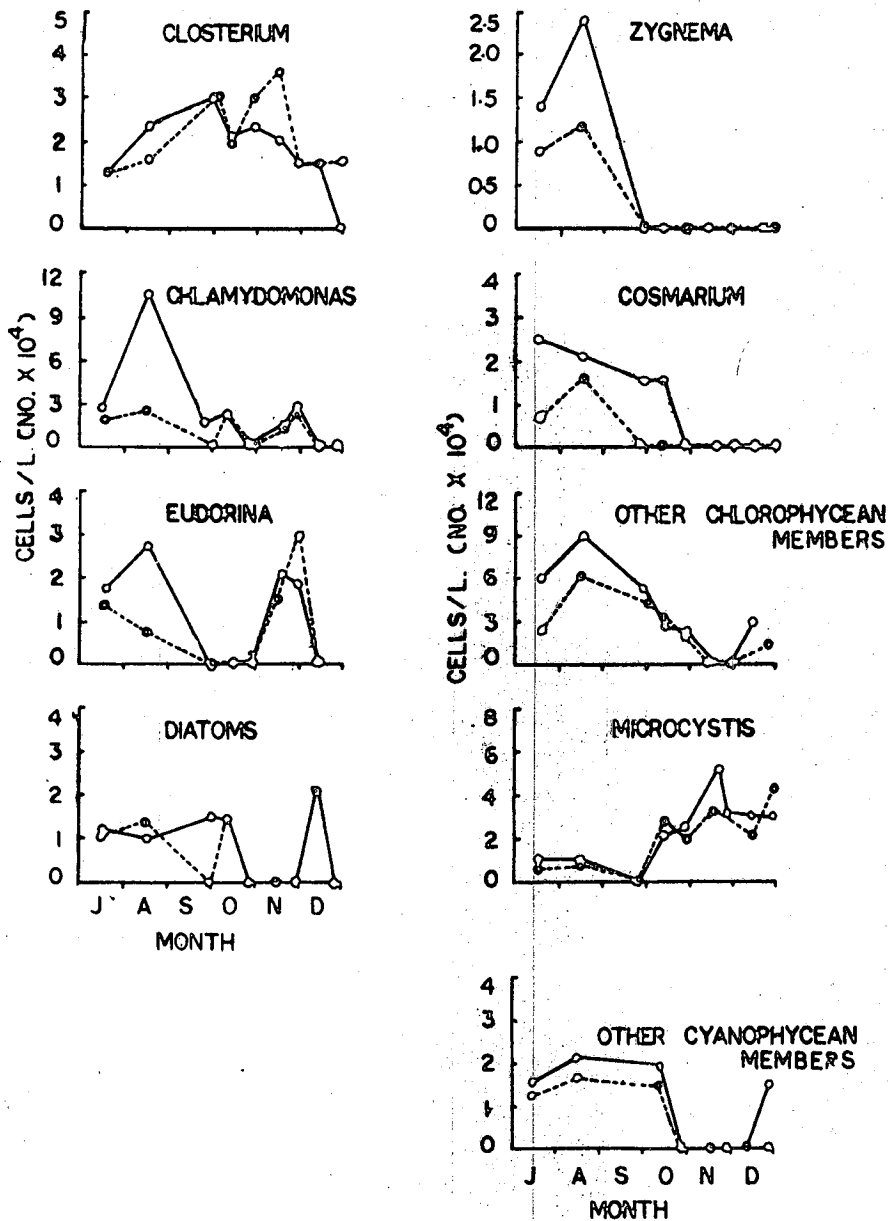 CLOSTERIUM
5
4
3
2
1
0
CHLAMYDOMONAS
12
9
6
3
0
EUDORINA
4
3
2
1
0
DIATOMS
4
3
2
1
0
J A S O N D
MONTH
CELLS/L. (NO. X 10⁴)
ZYGNEMA
2.5
2.0
1.5
1.0
0.5
0
COSMARIUM
4
3
2
1
0
OTHER CHLOROPHYCEAN
MEMBERS
12
9
6
3
0
MICROCYSTIS
8
6
4
2
0
OTHER CYANOPHYCEAN
MEMBERS
4
3
2
1
0
J A S O N D
MONTH
CELLS/L. (NO. X 10⁴)